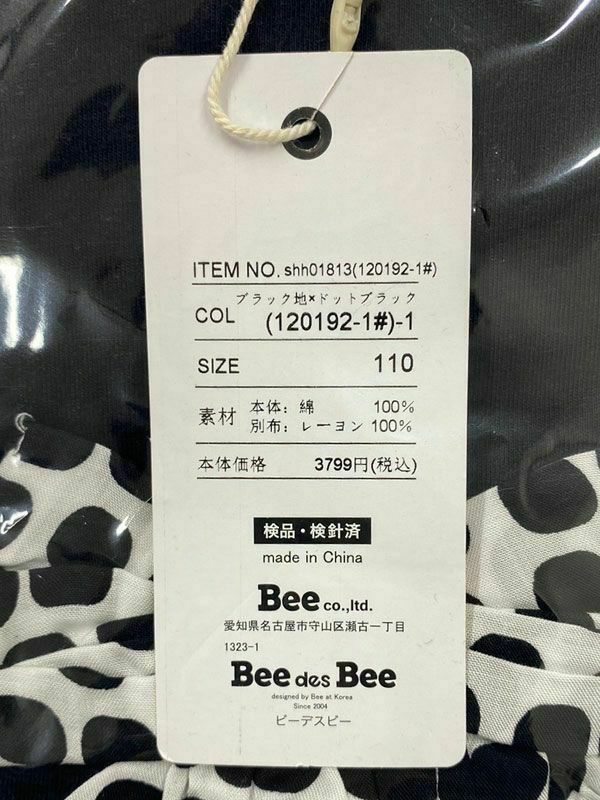 ITEM NO. shh01813(120192-1#)
ブラック地×ドットブラック
COL (120192-1#)-1
SIZE 110
素材 本体: 綿 100%
別布: レーヨン 100%
本体価格 3799円(税込)
検品・検針済
made in China
Bee co.,ltd.
愛知県名古屋市守山区瀬古一丁目
1323-1
Bee des Bee
designed by Bee at Korea
Since 2004
ビーデスビー